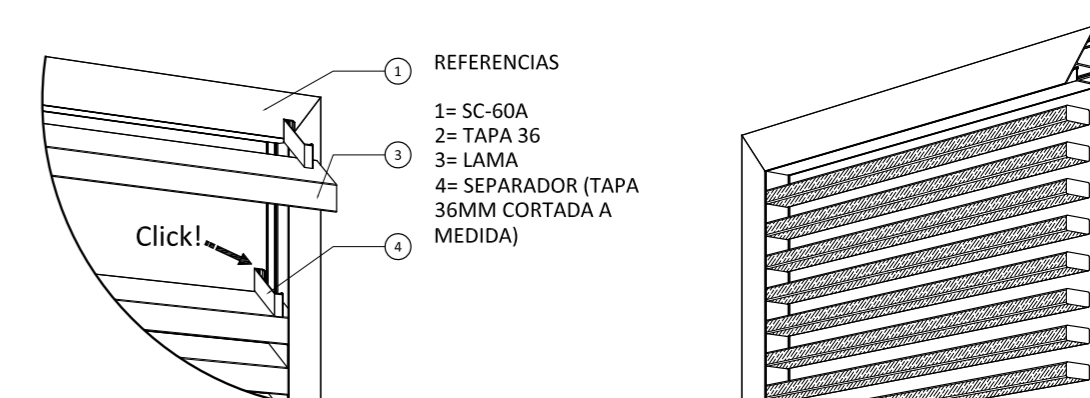 REFERENCIAS
1
1= SC-60A
2= TAPA 36
3
3= LAMA
4= SEPARADOR (TAPA
36MM CORTADA A
MEDIDA)
Click!
4